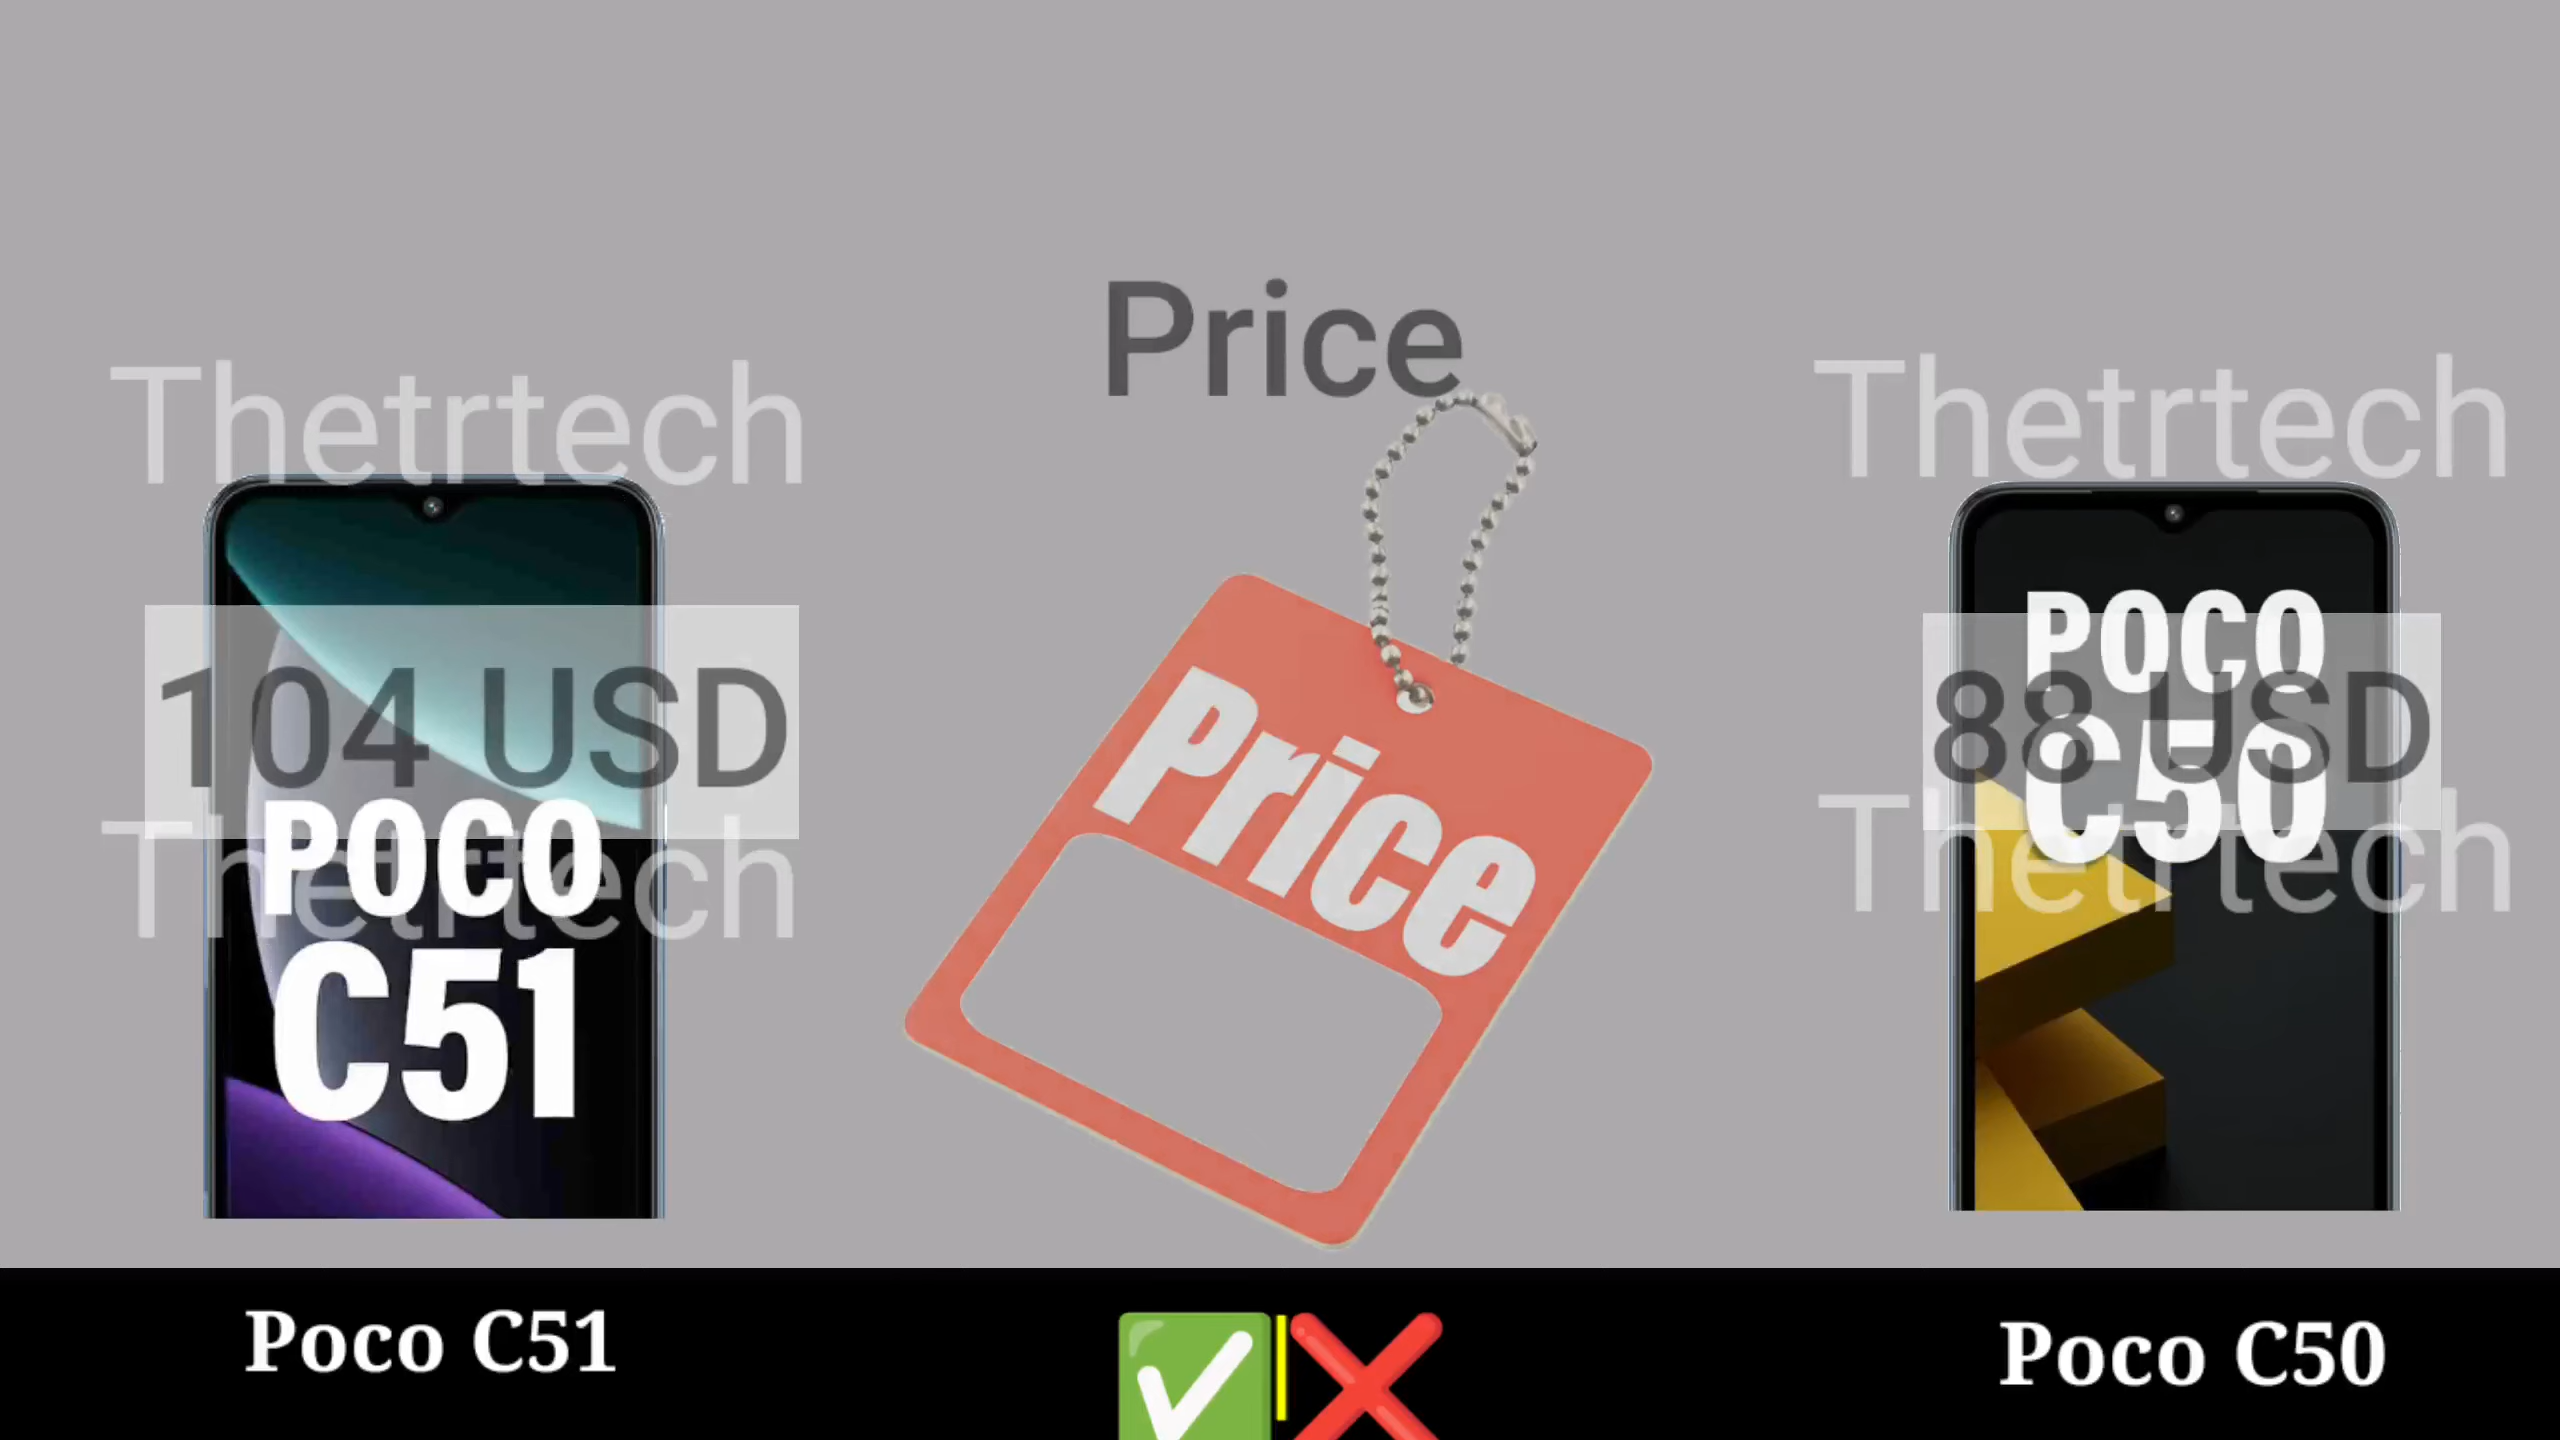 Price
Thetrtech
Thetrtech
104 USD
POCO
C51
Thetrtech
Price
POCO
88 USD
C50
Thetrtech
Poco C51
Poco C50